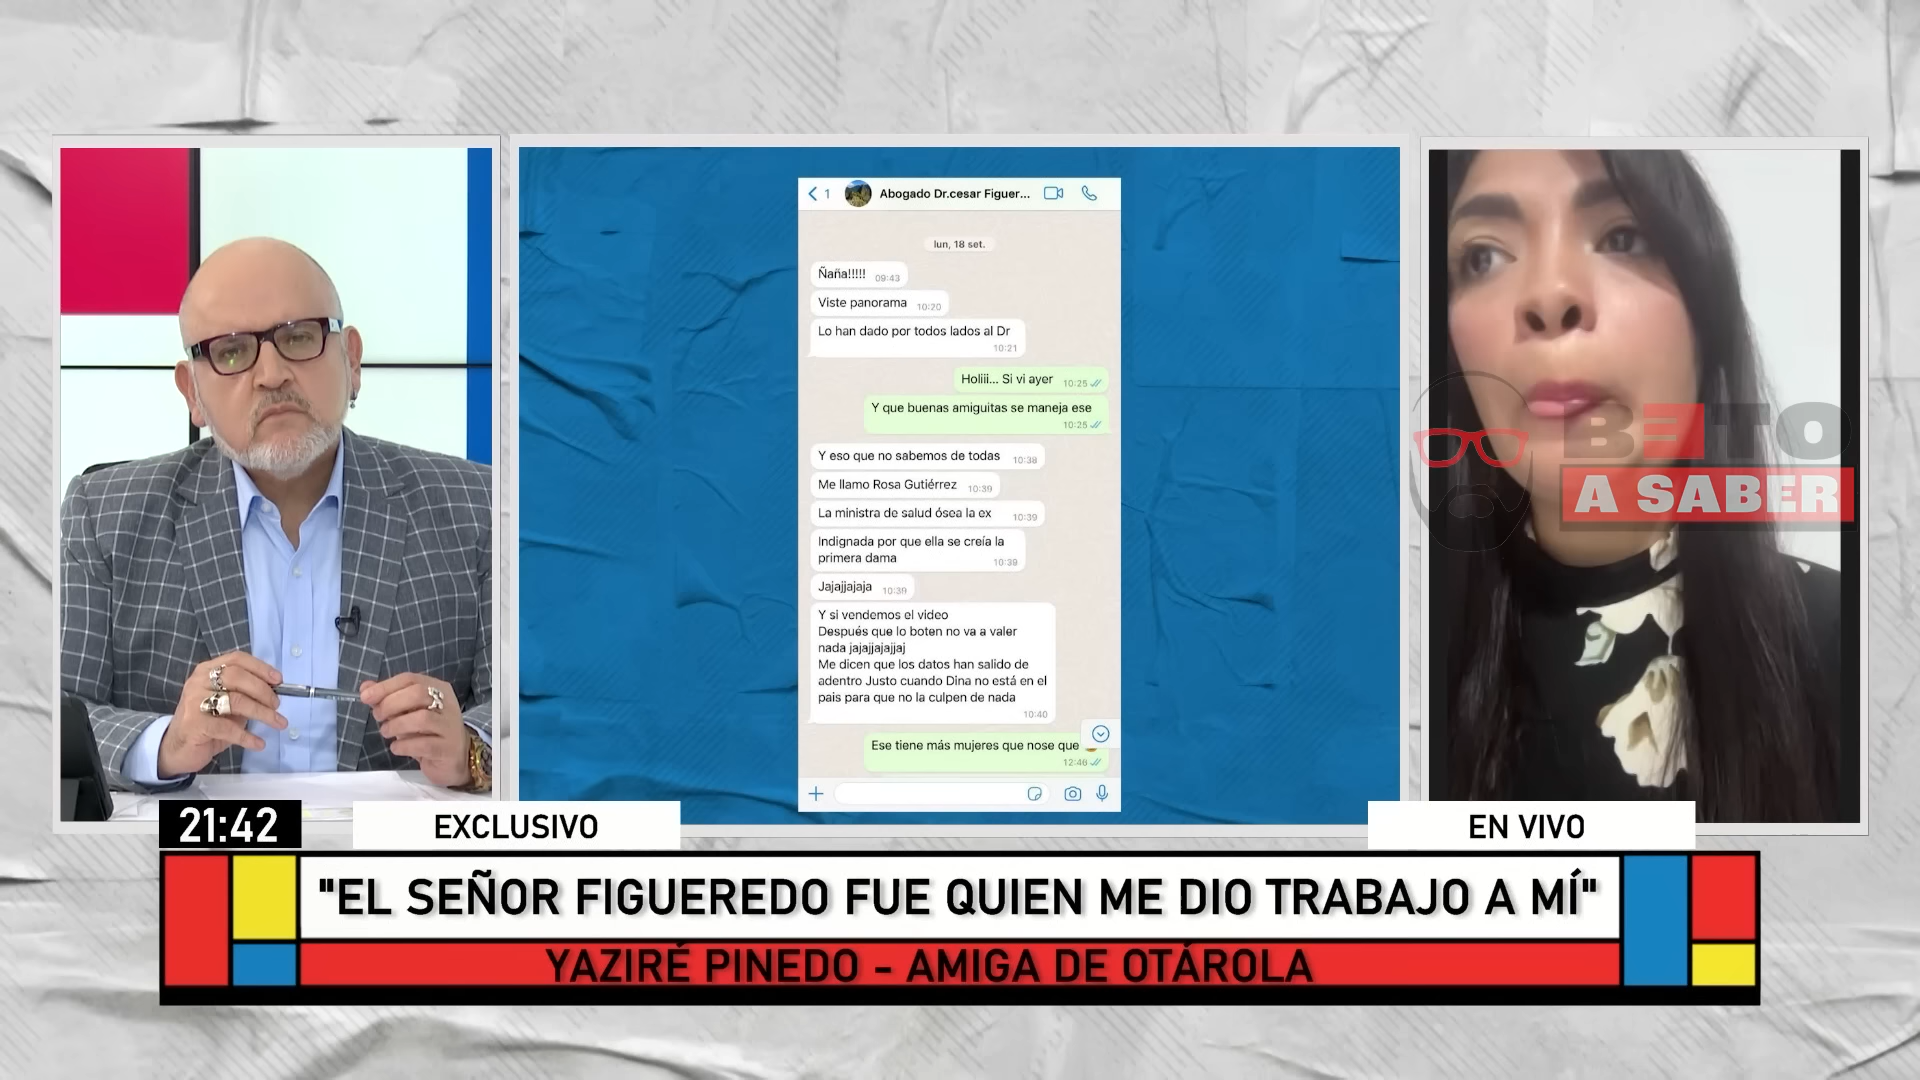 1
Abogado Dr.cesar Figuer...
lun, 18 set.
Ñaña!!!!! 09:43
Viste panorama 10:20
Lo han dado por todos lados al Dr
10:21
Holiii... Si vi ayer 10:25
Y que buenas amiguitas se maneja ese
10:25
Y eso que no sabemos de todas 10:38
Me llamo Rosa Gutiérrez 10:39
La ministra de salud ósea la ex 10:39
Indignada por que ella se creía la
primera dama 10:39
Jajajjajaja 10:39
Y si vendemos el video
Después que lo boten no va a valer
nada jajajjajajjaj
Me dicen que los datos han salido de
adentro Justo cuando Dina no está en el
pais para que no la culpen de nada
10:40
Ese tiene más mujeres que nose que
12:46
BETO
A SABER
21:42
EXCLUSIVO
EN VIVO
"EL SEÑOR FIGUEREDO FUE QUIEN ME DIO TRABAJO A MÍ"
YAZIRÉ PINEDO - AMIGA DE OTÁROLA